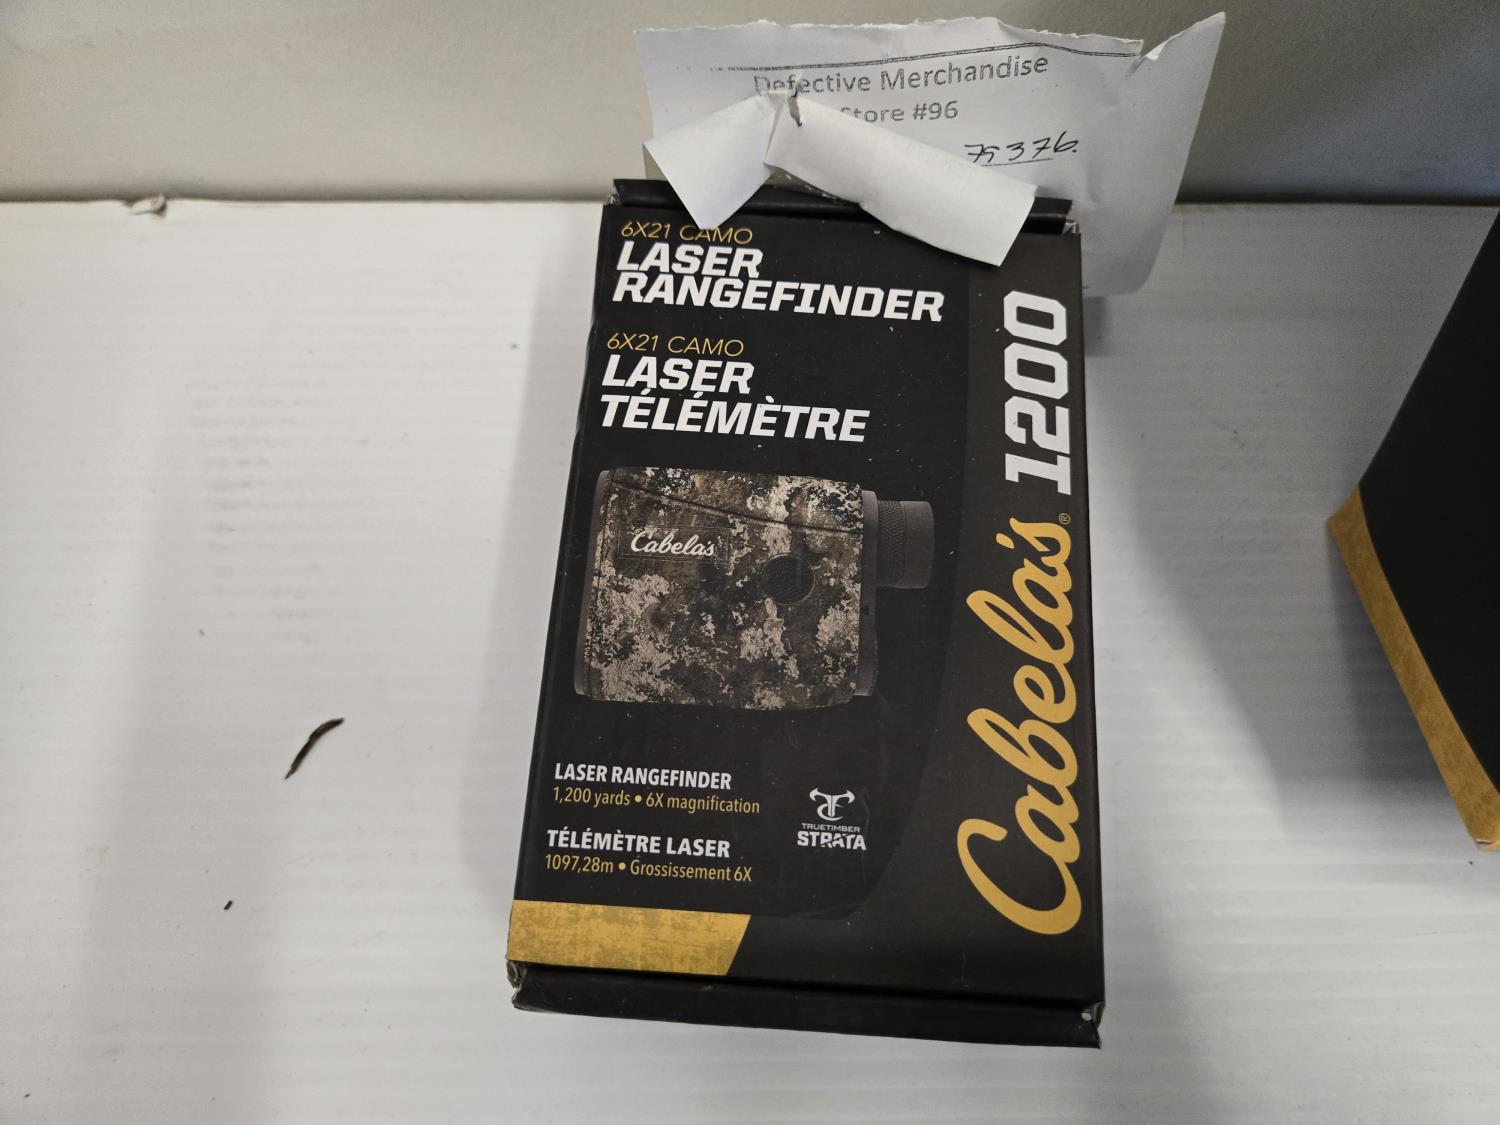 Defective Merchandise
Store #96
75376.
6X21 CAMO
LASER
RANGEFINDER
6X21 CAMO
LASER
TÉLÉMÈTRE
Cabela's
LASER RANGEFINDER
1,200 yards • 6X magnification
TÉLÉMÈTRE LASER
1097,28m • Grossissement 6X
TRUETIMBER
STRATA
Cabela's® 1200